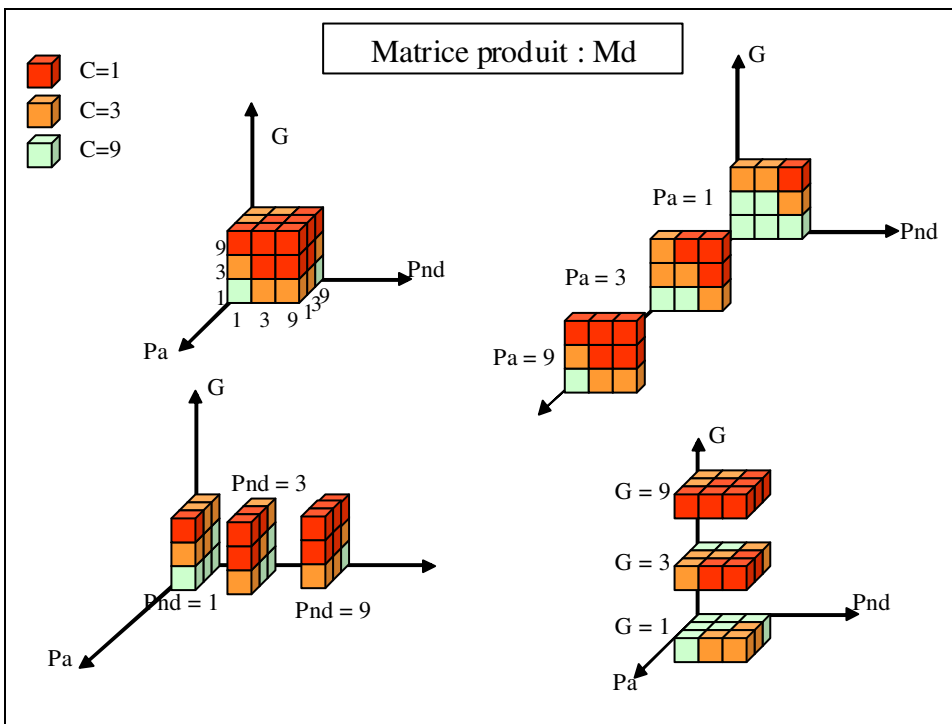 Matrice produit : Md
C=1
C=3
C=9
G
9
3
1
1 3 9
1
3
9
Pnd
Pa
G
Pa = 1
Pnd
Pa = 3
Pa = 9
G
Pnd = 3
Pnd = 1
Pnd = 9
Pa
G
G = 9
G = 3
G = 1
Pnd
Pa